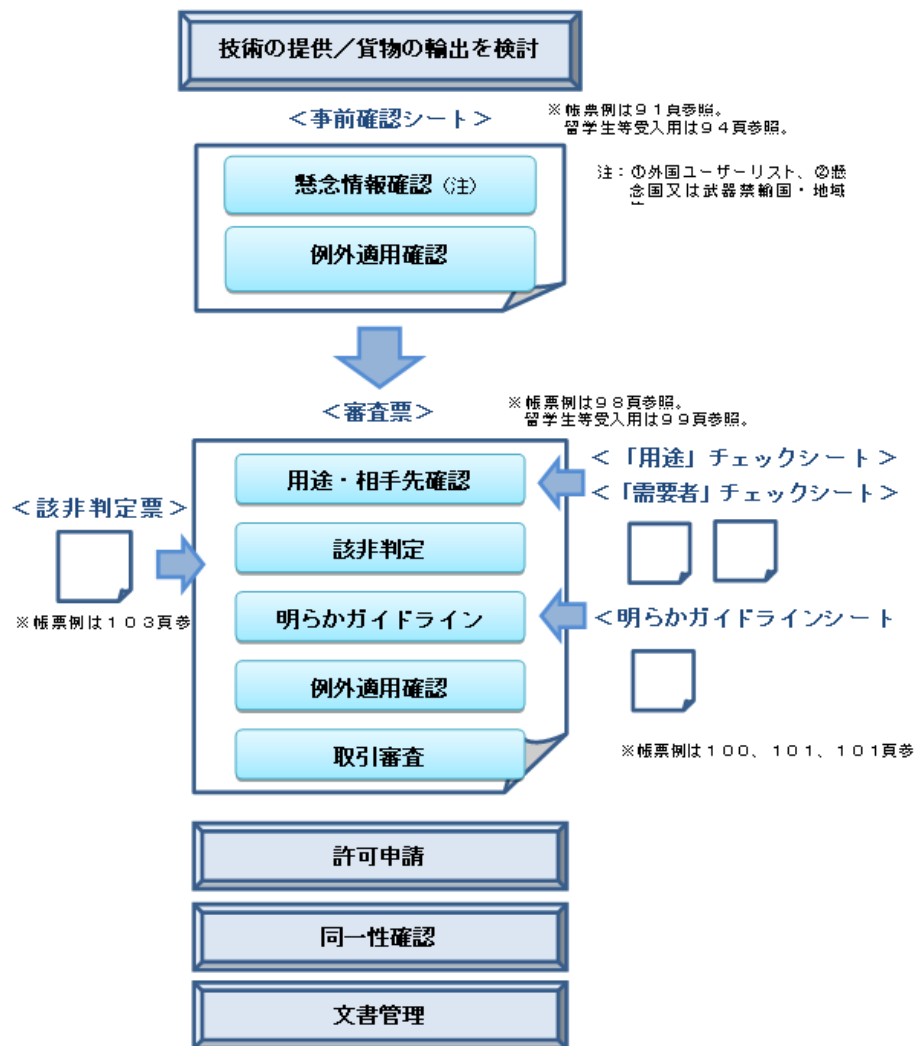 技術の提供／貨物の輸出を検討
＜事前確認シート＞
※帳票例は９１頁参照。
留学生等受入用は９４頁参照。
懸念情報確認（注）
注：①外国ユーザーリスト、②懸
念国又は武器禁輸国・地域
例外適用確認
＜審査票＞
※帳票例は９８頁参照。
留学生等受入用は９９頁参照。
用途・相手先確認
＜「用途」チェックシート＞
＜「需要者」チェックシート＞
＜該非判定票＞
該非判定
※帳票例は１０３頁参
明らかガイドライン
＜明らかガイドラインシート
例外適用確認
取引審査
※帳票例は１００、１０１、１０１頁参
許可申請
同一性確認
文書管理